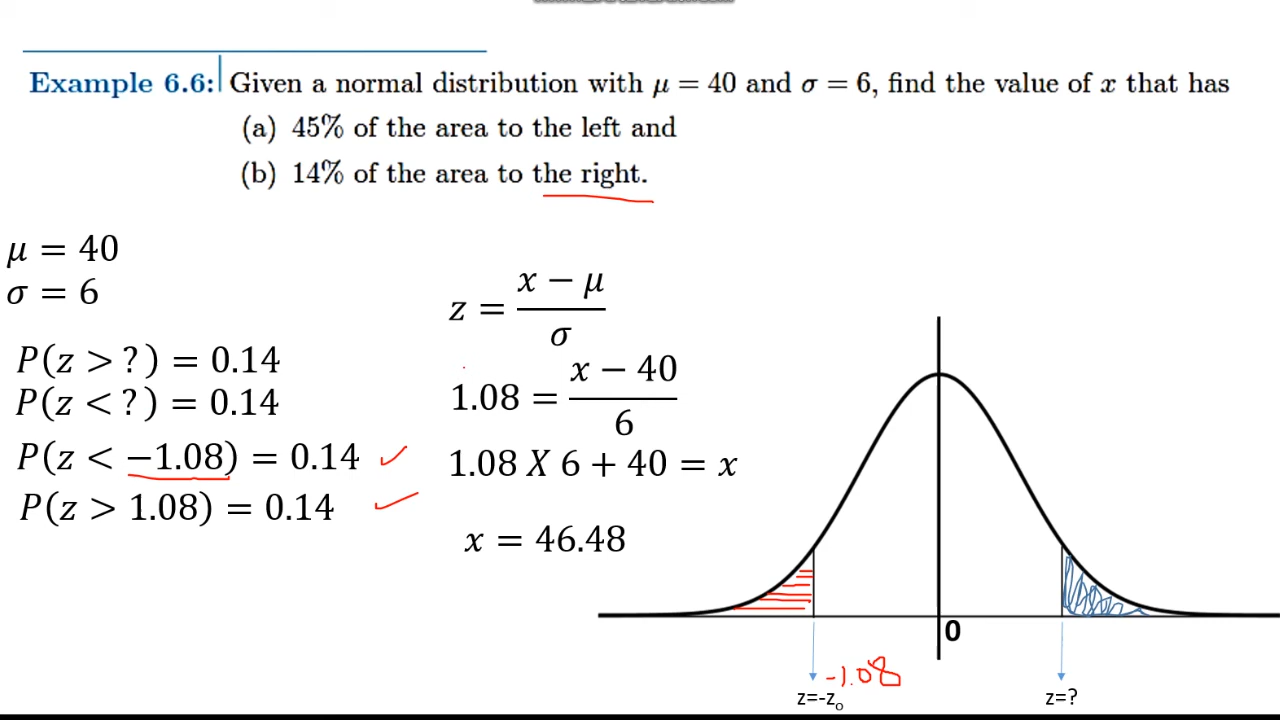 Example 6.6: Given a normal distribution with μ = 40 and σ = 6, find the value of x that has
(a) 45% of the area to the left and
(b) 14% of the area to the right.
μ = 40
σ = 6
P(z > ? ) = 0.14
P(z < ? ) = 0.14
P(z < −1.08) = 0.14
P(z > 1.08) = 0.14
z = (x − μ)/σ
1.08 = (x − 40)/6
1.08 X 6 + 40 = x
x = 46.48
0
-1.08
z=-z₀
z=?